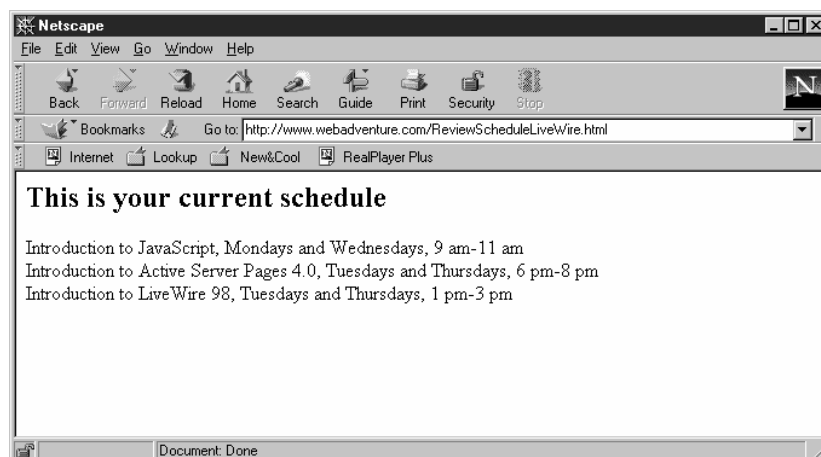 Netscape
File Edit View Go Window Help
Back Forward Reload Home Search Guide Print Security Stop
N
Bookmarks Go to: http://www.webadventure.com/ReviewScheduleLiveWire.html
Internet Lookup New&Cool RealPlayer Plus
This is your current schedule
Introduction to JavaScript, Mondays and Wednesdays, 9 am-11 am
Introduction to Active Server Pages 4.0, Tuesdays and Thursdays, 6 pm-8 pm
Introduction to LiveWire 98, Tuesdays and Thursdays, 1 pm-3 pm
Document: Done